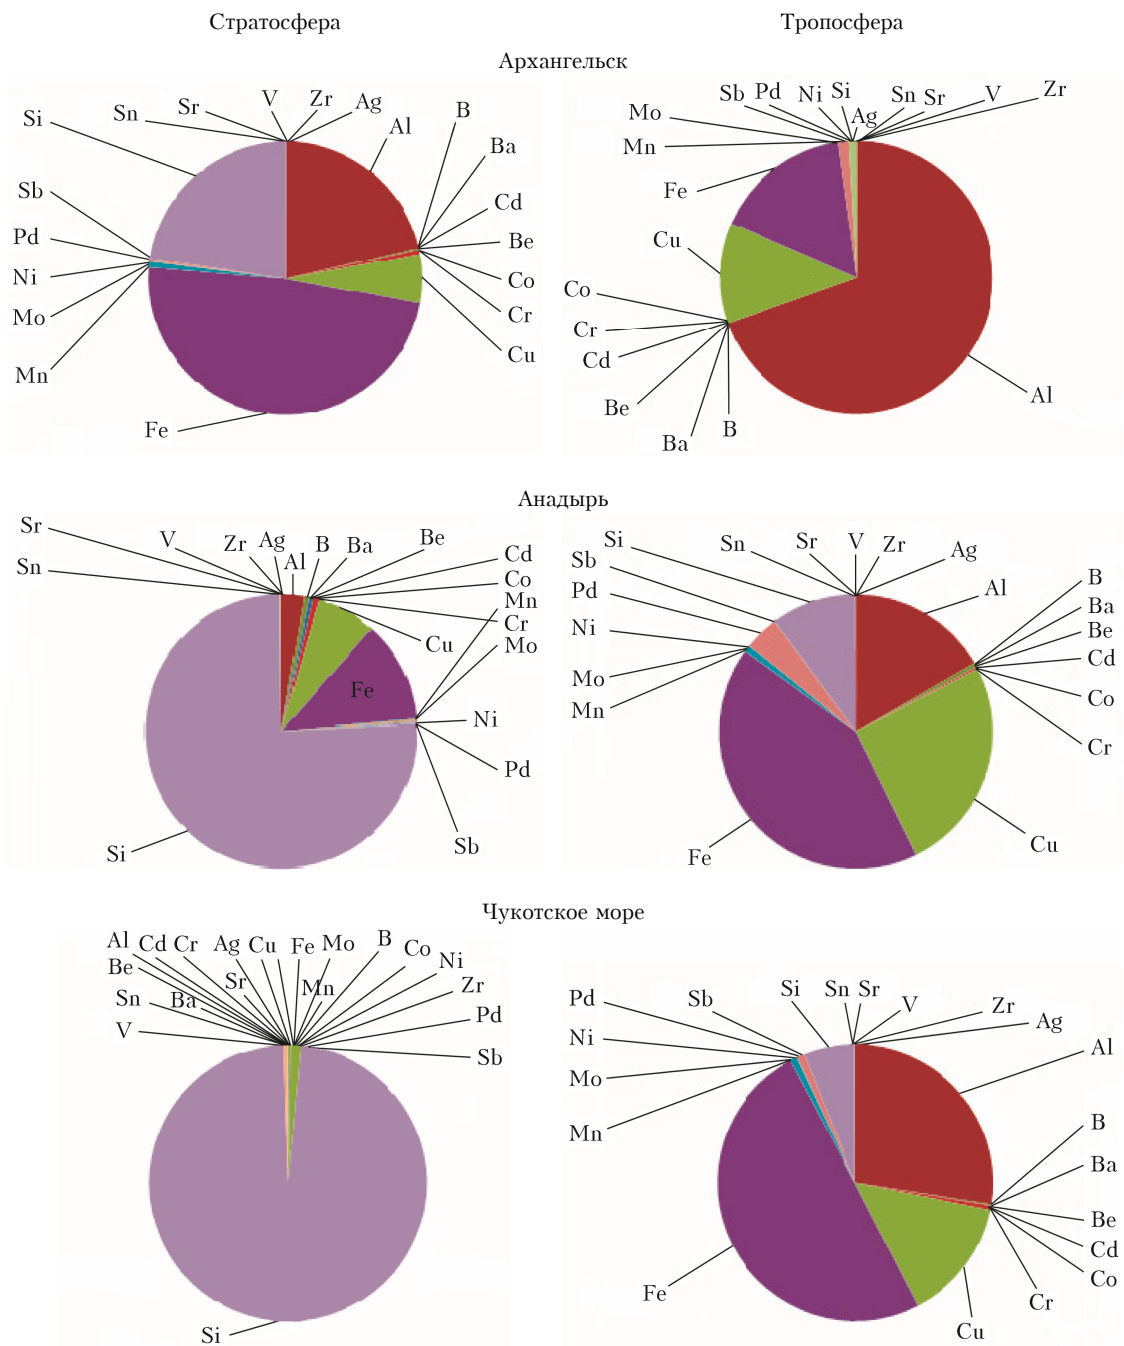 Стратосфера
Тропосфера
Архангельск
Si
Sn
Sr
V
Zr
Ag
Al
B
Ba
Cd
Be
Co
Cr
Cu
Sb
Pd
Ni
Mo
Mn
Fe
Mo
Sb
Pd
Ni
Si
Ag
Sn
Sr
V
Zr
Mn
Fe
Cu
Co
Cr
Cd
Be
Ba
B
Al
Анадырь
Sr
Sn
V
Zr
Ag
Al
B
Ba
Be
Cd
Co
Mn
Cr
Mo
Cu
Fe
Ni
Pd
Sb
Si
Si
Sb
Pd
Ni
Mo
Mn
Sn
Sr
V
Zr
Ag
Al
B
Ba
Be
Cd
Co
Cr
Cu
Fe
Чукотское море
Al
Cd
Cr
Ag
Cu
Fe
Mo
B
Co
Ni
Be
Sr
Mn
Zr
Sn
Ba
Pd
V
Sb
Si
Pd
Sb
Si
Sn
Sr
V
Zr
Ag
Ni
Al
Mo
Mn
B
Ba
Be
Cd
Co
Cr
Cu
Fe